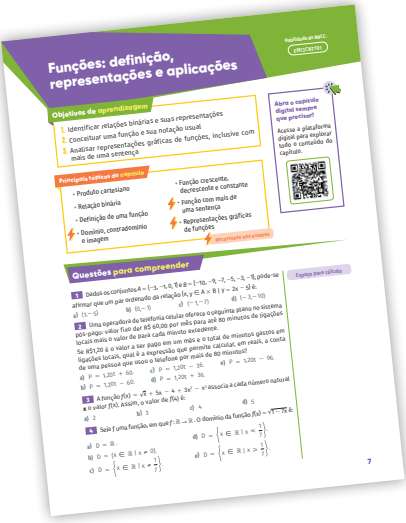 Habilidade da BNCC:
EM13CNT101
Funções: definição,
representações e aplicações
Objetivos de aprendizagem
1. Identificar relações binárias e suas representações
2. Conceituar uma função e sua notação usual
3. Analisar representações gráficas de funções, inclusive com
mais de uma sentença
Abra o capítulo
digital sempre
que precisar!
Acesse a plataforma
digital para explorar
todo o conteúdo do
capítulo.
Principais tópicos do capítulo
• Produto cartesiano
• Relação binária
• Definição de uma função
• Domínio, contradomínio
e imagem
• Função crescente,
decrescente e constante
• Função com mais de
uma sentença
• Representações gráficas
de funções
Questões para compreender
Espaço para cálculo
1 Dados os conjuntos A = {-3, -1, 0, 1} e B = {-10, -9, -7, -5, -3, -1}, pode-se
afirmar que um par ordenado da relação {x, y ∈ A × B | y = 2x - 5} é:
a) (1, -5) b) (0, -1) c) (-1, -7) d) (-3, -10)
2 Uma operadora de telefonia celular oferece o seguinte plano no sistema
pós-pago: valor fixo de R$ 60,00 por mês para até 80 minutos de ligações
locais mais o valor de para cada minuto excedente.
Se R$1,20 é o valor a ser pago em um mês e o total de minutos gastos em
ligações locais, qual é a expressão que permite calcular, em reais, a conta
de uma pessoa que usou o telefone por mais de 80 minutos?
a) P = 1,20t + 60. c) P = 1,20t - 36. e) P = 1,20t - 96.
b) P = 1,20t - 60. d) P = 1,20t + 36.
3 A função f(x) = √x + 5x - 4 + 3x² - x³ associa a cada número natural
x o valor f(x). Assim, o valor de f(4) é:
a) 2 b) 3 c) 4 d) 5
4 Seja f uma função, em que f: ℝ → ℝ. O domínio da função f(x) = √1 - 7x é:
a) D = ℝ.
b) D = {x ∈ ℝ | x ≠ 0}.
c) D = {x ∈ ℝ | x ≠ 1/7}.
d) D = {x ∈ ℝ | x ≤ 1/7}.
e) D = {x ∈ ℝ | x ≥ 1/7}.
7